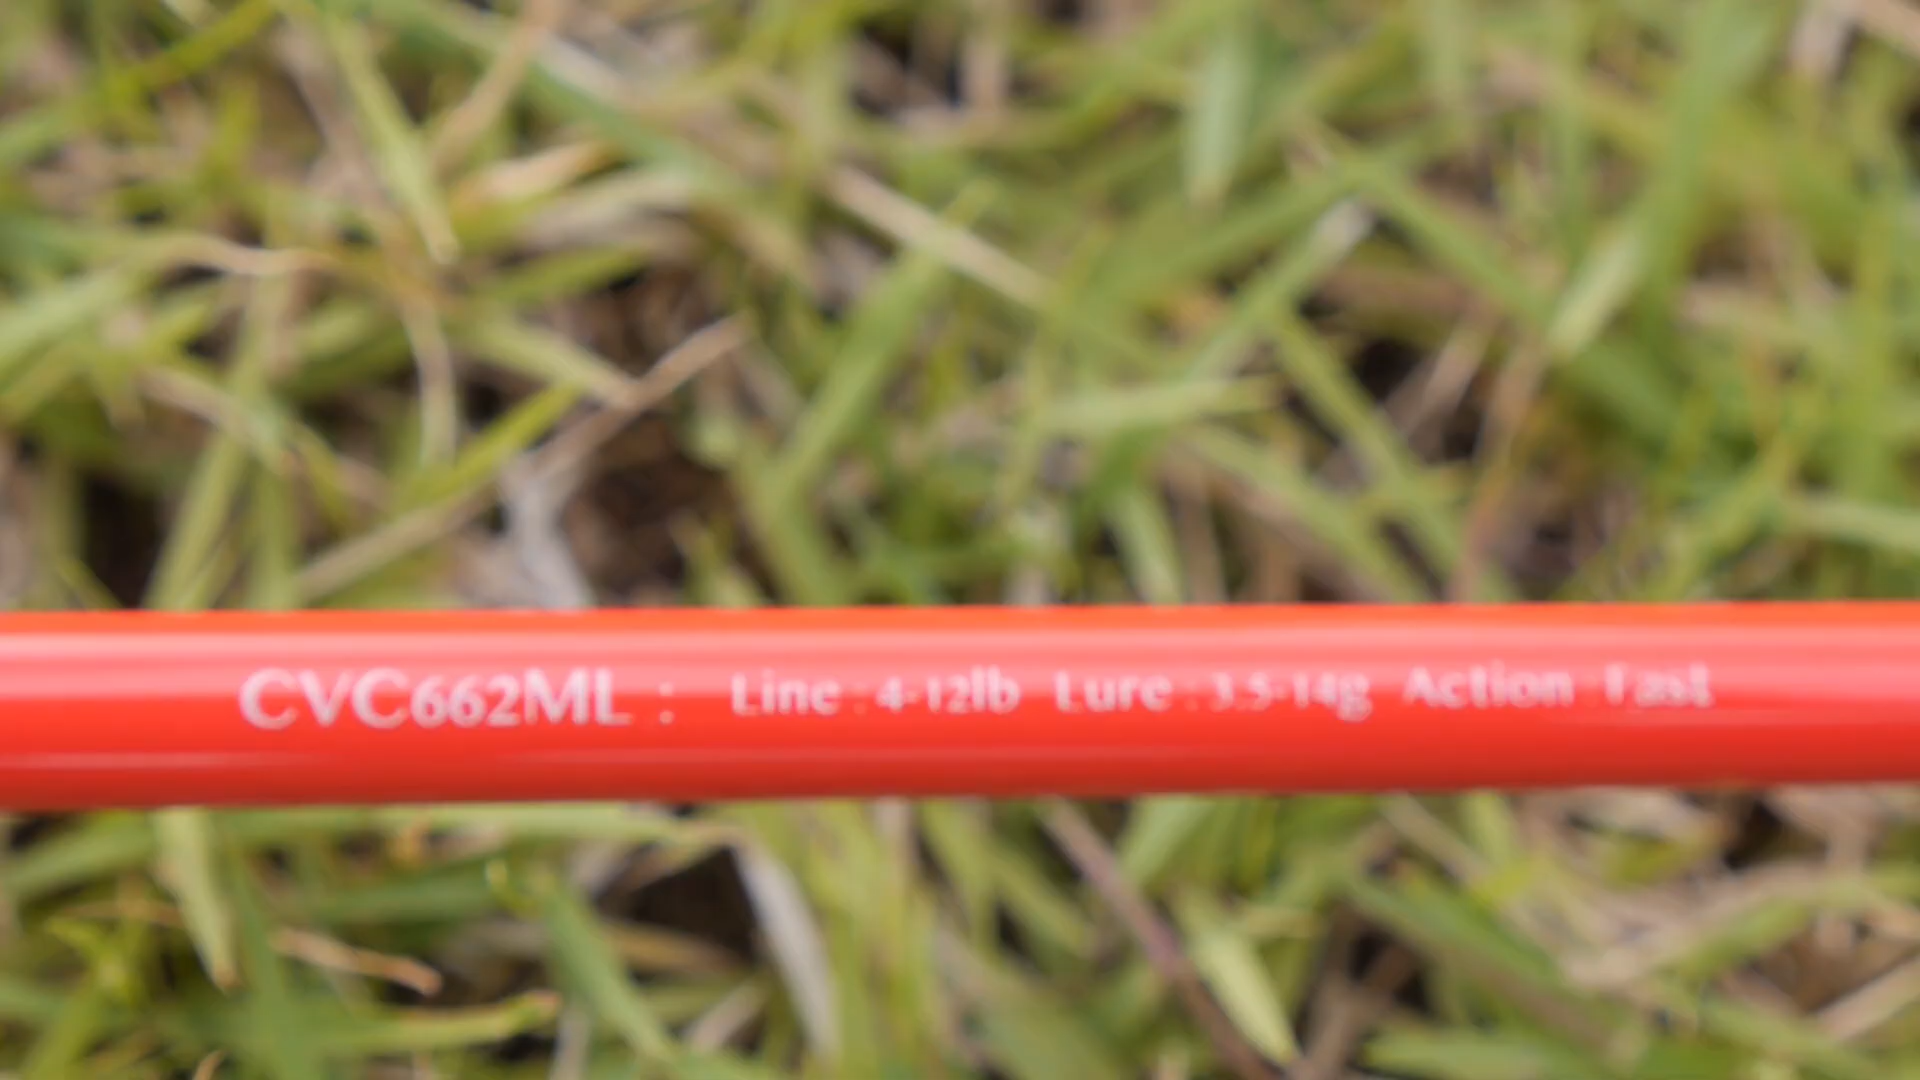 CVC662ML : Line : 4-12lb Lure : 3.5-14g Action : Fast